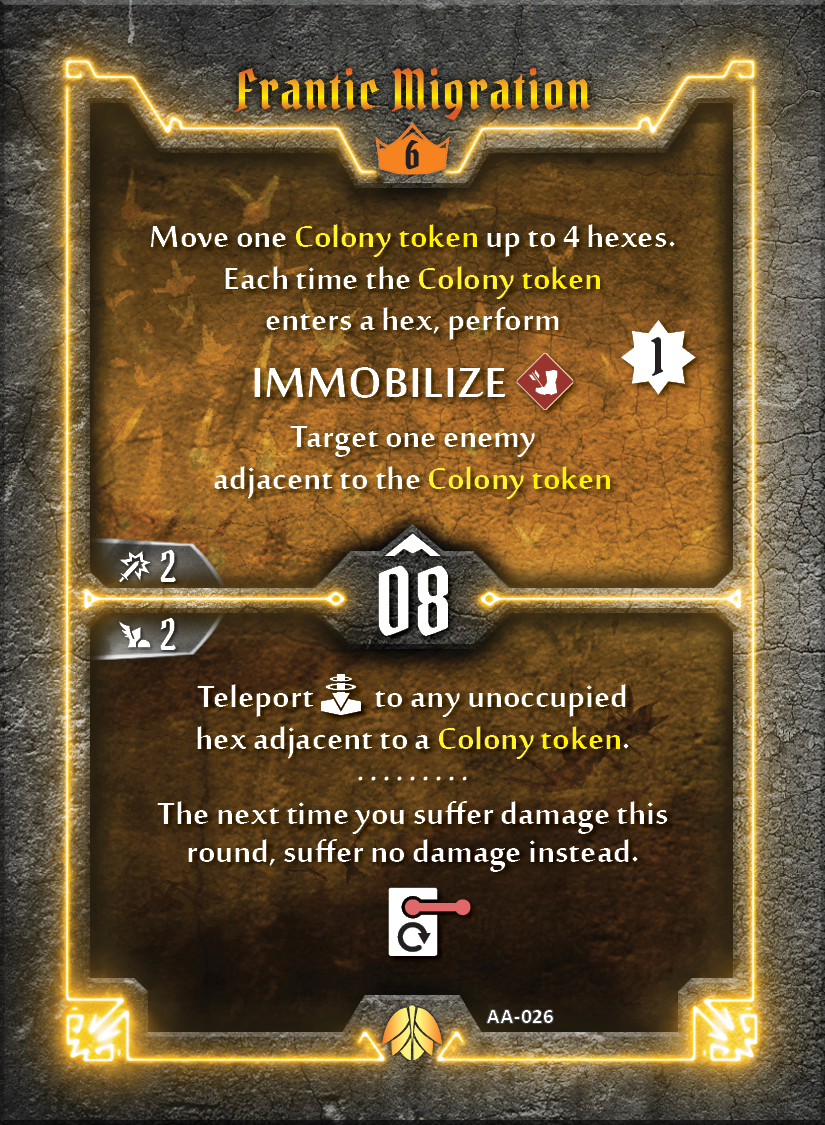 Frantic Migration
6
Move one Colony token up to 4 hexes.
Each time the Colony token
enters a hex, perform
1
IMMOBILIZE
Target one enemy
adjacent to the Colony token
2
08
2
Teleport to any unoccupied
hex adjacent to a Colony token.
.........
The next time you suffer damage this
round, suffer no damage instead.
AA-026